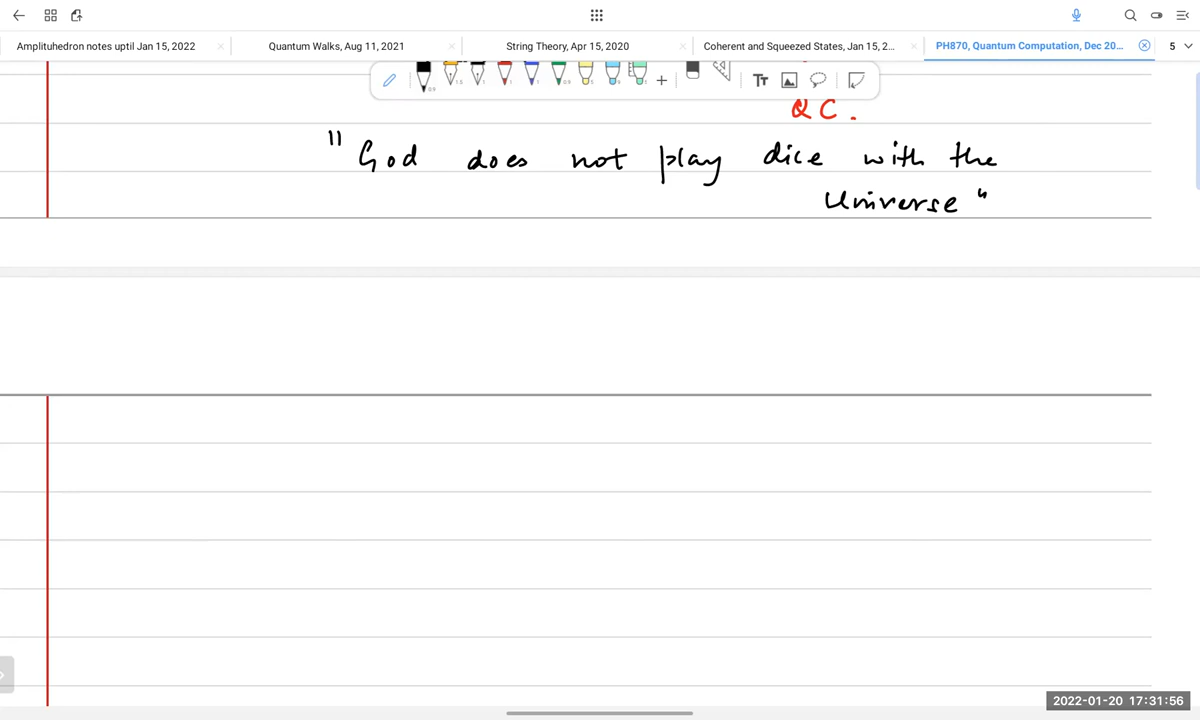 Amplituhedron notes uptil Jan 15, 2022
Quantum Walks, Aug 11, 2021
String Theory, Apr 15, 2020
Coherent and Squeezed States, Jan 15, 2...
PH870, Quantum Computation, Dec 20...
5
Tт
QC.
"God does not play dice with the
Universe"
2022-01-20 17:31:56